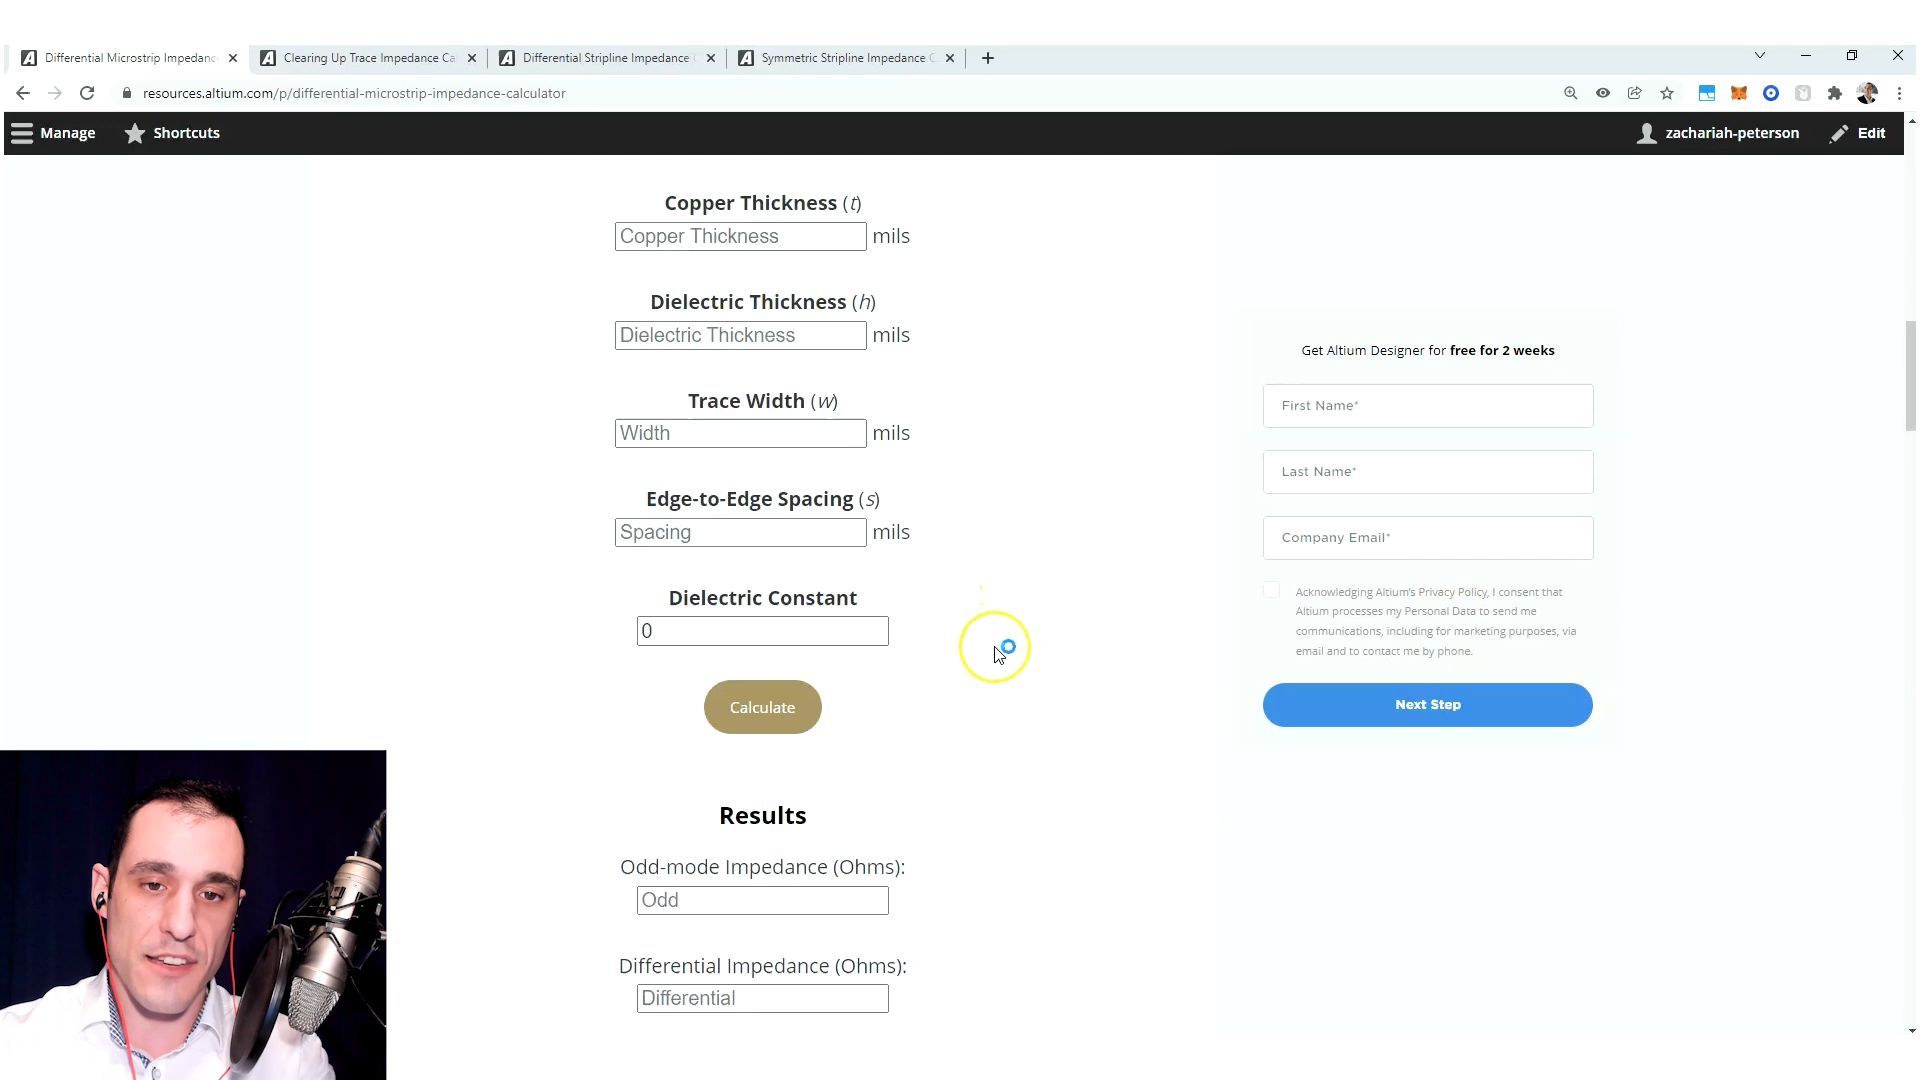 Differential Microstrip Impedanc
Clearing Up Trace Impedance Ca
Differential Stripline Impedance C
Symmetric Stripline Impedance C
resources.altium.com/p/differential-microstrip-impedance-calculator
Manage
Shortcuts
zachariah-peterson
Edit
Copper Thickness (t)
Copper Thickness mils
Dielectric Thickness (h)
Dielectric Thickness mils
Trace Width (w)
Width mils
Edge-to-Edge Spacing (s)
Spacing mils
Dielectric Constant
0
Calculate
Results
Odd-mode Impedance (Ohms):
Odd
Differential Impedance (Ohms):
Differential
Get Altium Designer for free for 2 weeks
First Name*
Last Name*
Company Email*
Acknowledging Altium's Privacy Policy, I consent that
Altium processes my Personal Data to send me
communications, including for marketing purposes, via
email and to contact me by phone.
Next Step